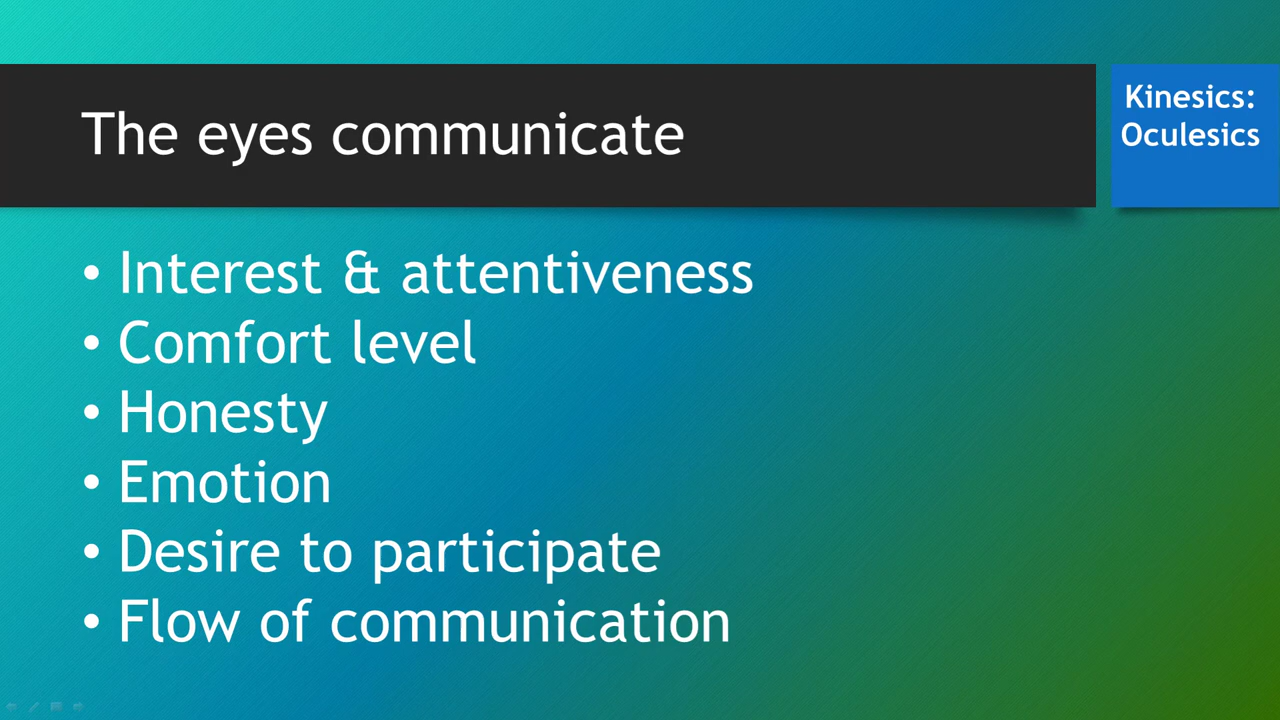 The eyes communicate
Kinesics:
Oculesics
• Interest & attentiveness
• Comfort level
• Honesty
• Emotion
• Desire to participate
• Flow of communication